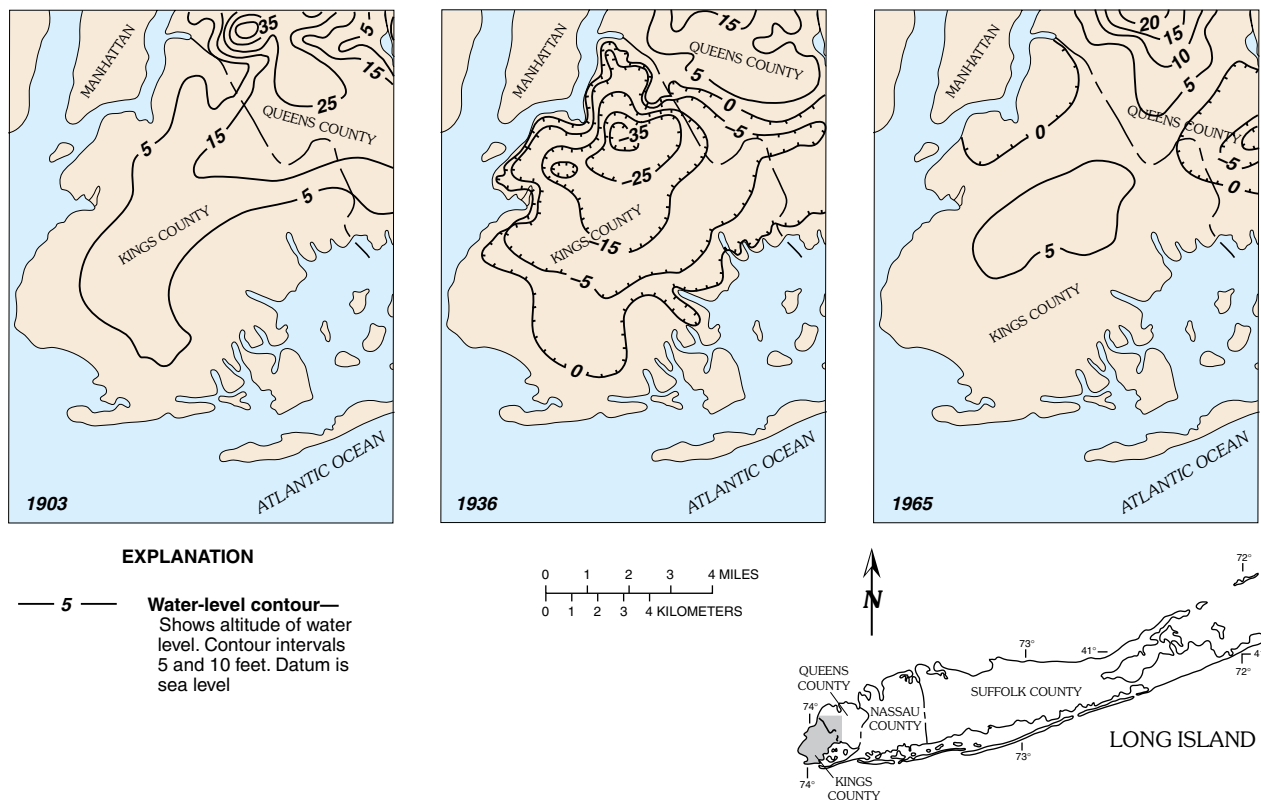 35
5
15
MANHATTAN
25
QUEENS COUNTY
5
15
5
KINGS COUNTY
ATLANTIC OCEAN
1903
15
QUEENS COUNTY
MANHATTAN
5
0
–5
–35
–25
KINGS COUNTY
–15
–5
0
ATLANTIC OCEAN
1936
20
15
10
MANHATTAN
5
QUEENS COUNTY
0
–5
0
5
KINGS COUNTY
ATLANTIC OCEAN
1965
EXPLANATION
5
Water-level contour—
Shows altitude of water
level. Contour intervals
5 and 10 feet. Datum is
sea level
0 1 2 3 4 MILES
0 1 2 3 4 KILOMETERS
N
72°
73°
41°
4
72°
QUEENS
COUNTY
SUFFOLK COUNTY
74°
NASSAU
COUNTY
LONG ISLAND
73°
74°
KINGS
COUNTY